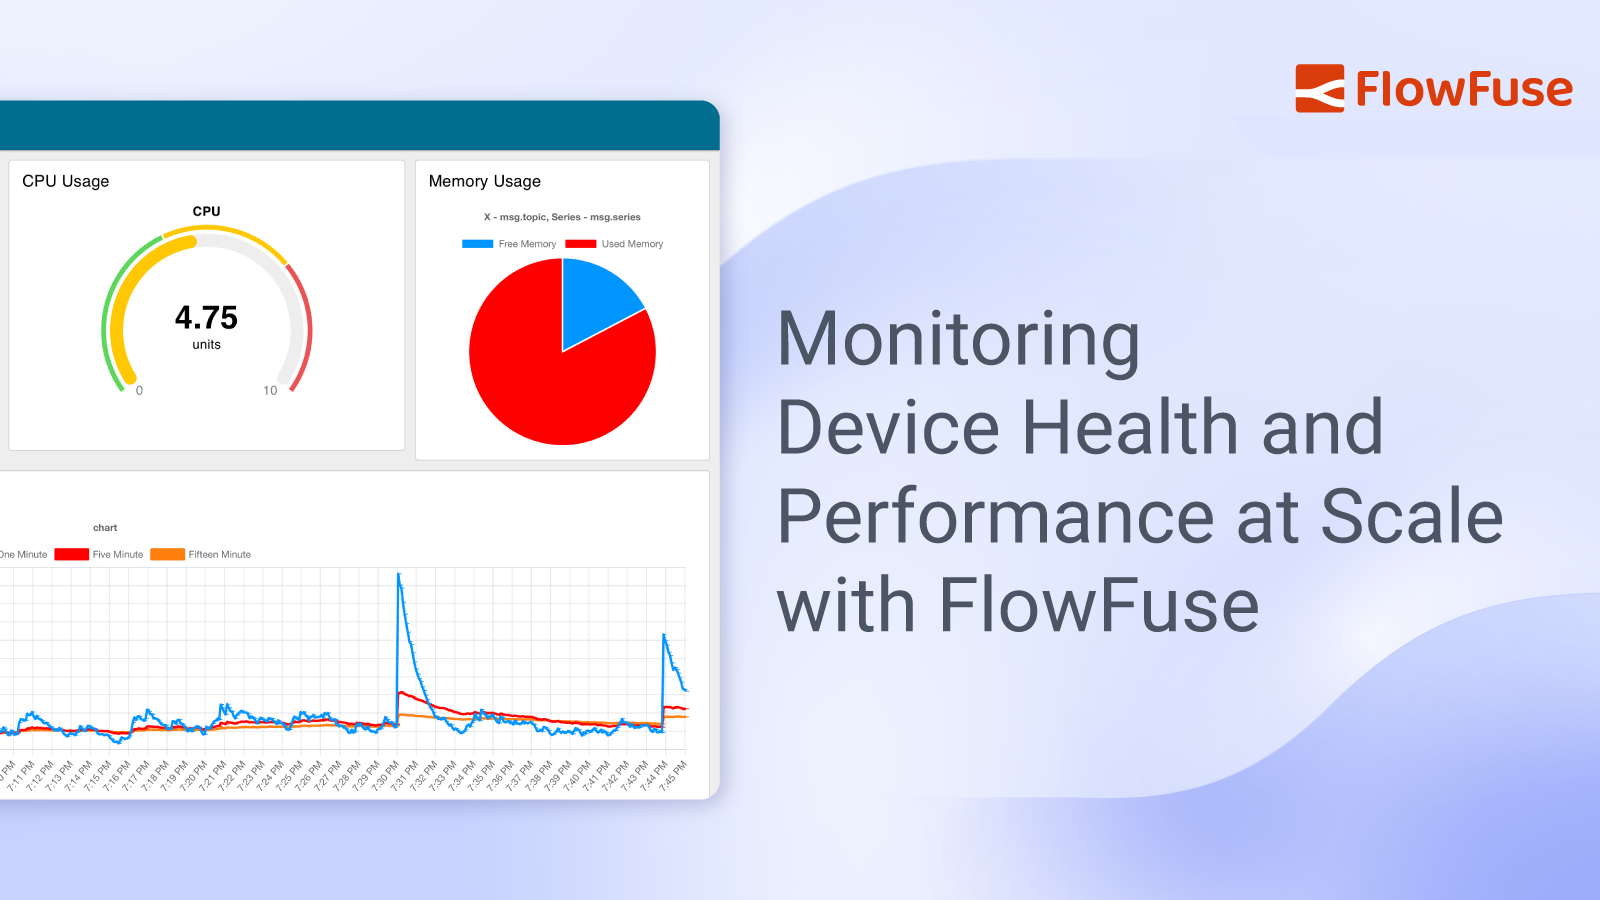 FlowFuse
CPU Usage
CPU
4.75
units
0
10
Memory Usage
X - msg.topic, Series - msg.series
Free Memory
Used Memory
chart
One Minute
Five Minute
Fifteen Minute
7:11 PM
7:12 PM
7:13 PM
7:14 PM
7:15 PM
7:16 PM
7:17 PM
7:18 PM
7:19 PM
7:20 PM
7:21 PM
7:22 PM
7:23 PM
7:24 PM
7:25 PM
7:26 PM
7:27 PM
7:28 PM
7:29 PM
7:30 PM
7:31 PM
7:32 PM
7:33 PM
7:34 PM
7:35 PM
7:36 PM
7:37 PM
7:38 PM
7:39 PM
7:40 PM
7:41 PM
7:42 PM
7:43 PM
7:44 PM
7:45 PM
Monitoring
Device Health and
Performance at Scale
with FlowFuse